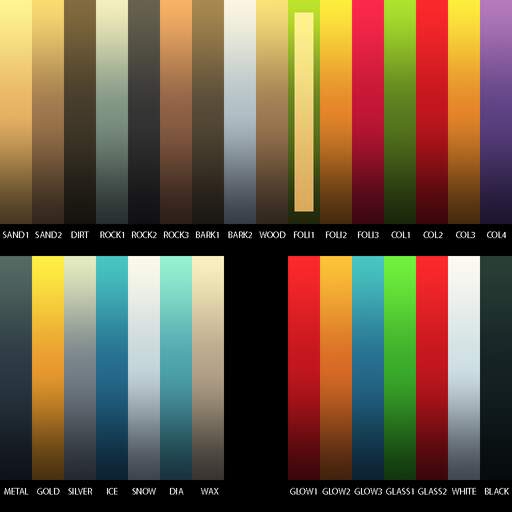 SAND1 SAND2 DIRT ROCK1 ROCK2 ROCK3 BARK1 BARK2 WOOD FOLI1 FOLI2 FOLI3 COL1 COL2 COL3 COL4
METAL GOLD SILVER ICE SNOW DIA WAX GLOW1 GLOW2 GLOW3 GLASS1 GLASS2 WHITE BLACK